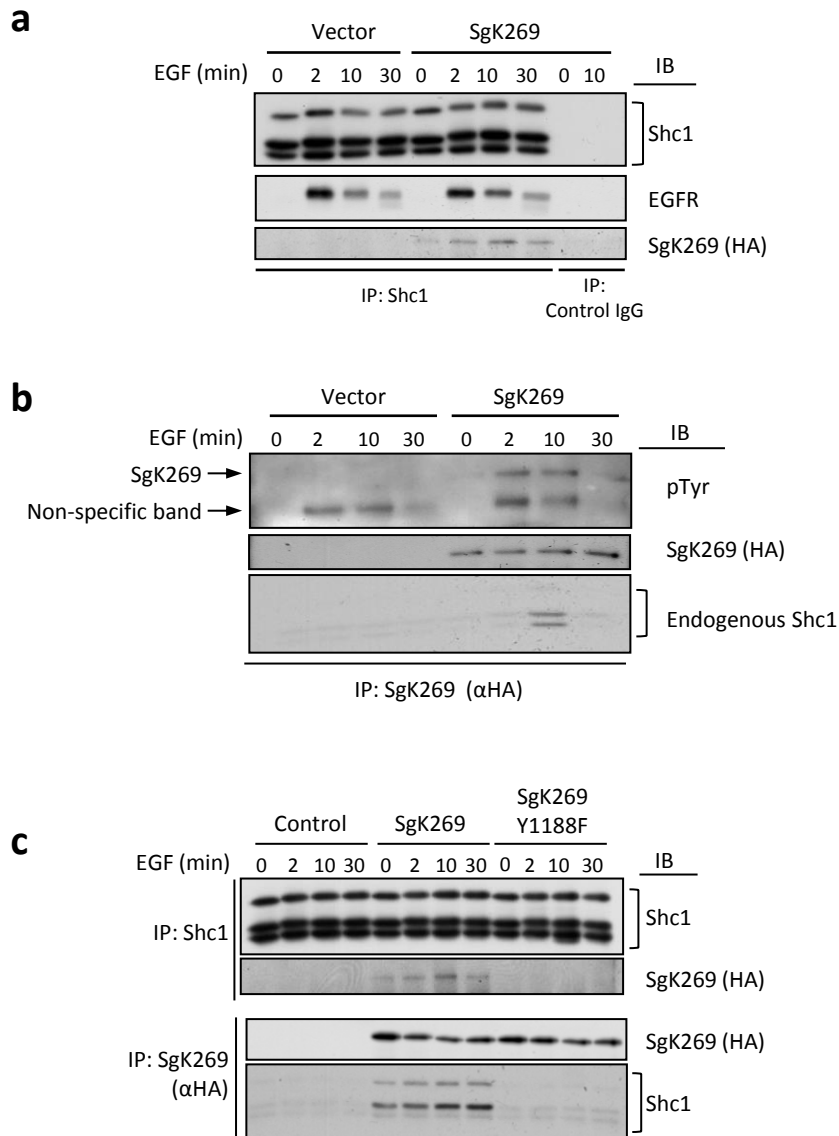 a
Vector SgK269
EGF (min) 0 2 10 30 0 2 10 30 0 10 IB
Shc1
EGFR
SgK269 (HA)
IP: Shc1 IP:
Control IgG
b
Vector SgK269
EGF (min) 0 2 10 30 0 2 10 30 IB
SgK269
pTyr
Non-specific band
SgK269 (HA)
Endogenous Shc1
IP: SgK269 (αHA)
c
SgK269
Control SgK269 Y1188F
EGF (min) 0 2 10 30 0 2 10 30 0 2 10 30 IB
IP: Shc1 Shc1
SgK269 (HA)
SgK269 (HA)
IP: SgK269
(αHA)
Shc1